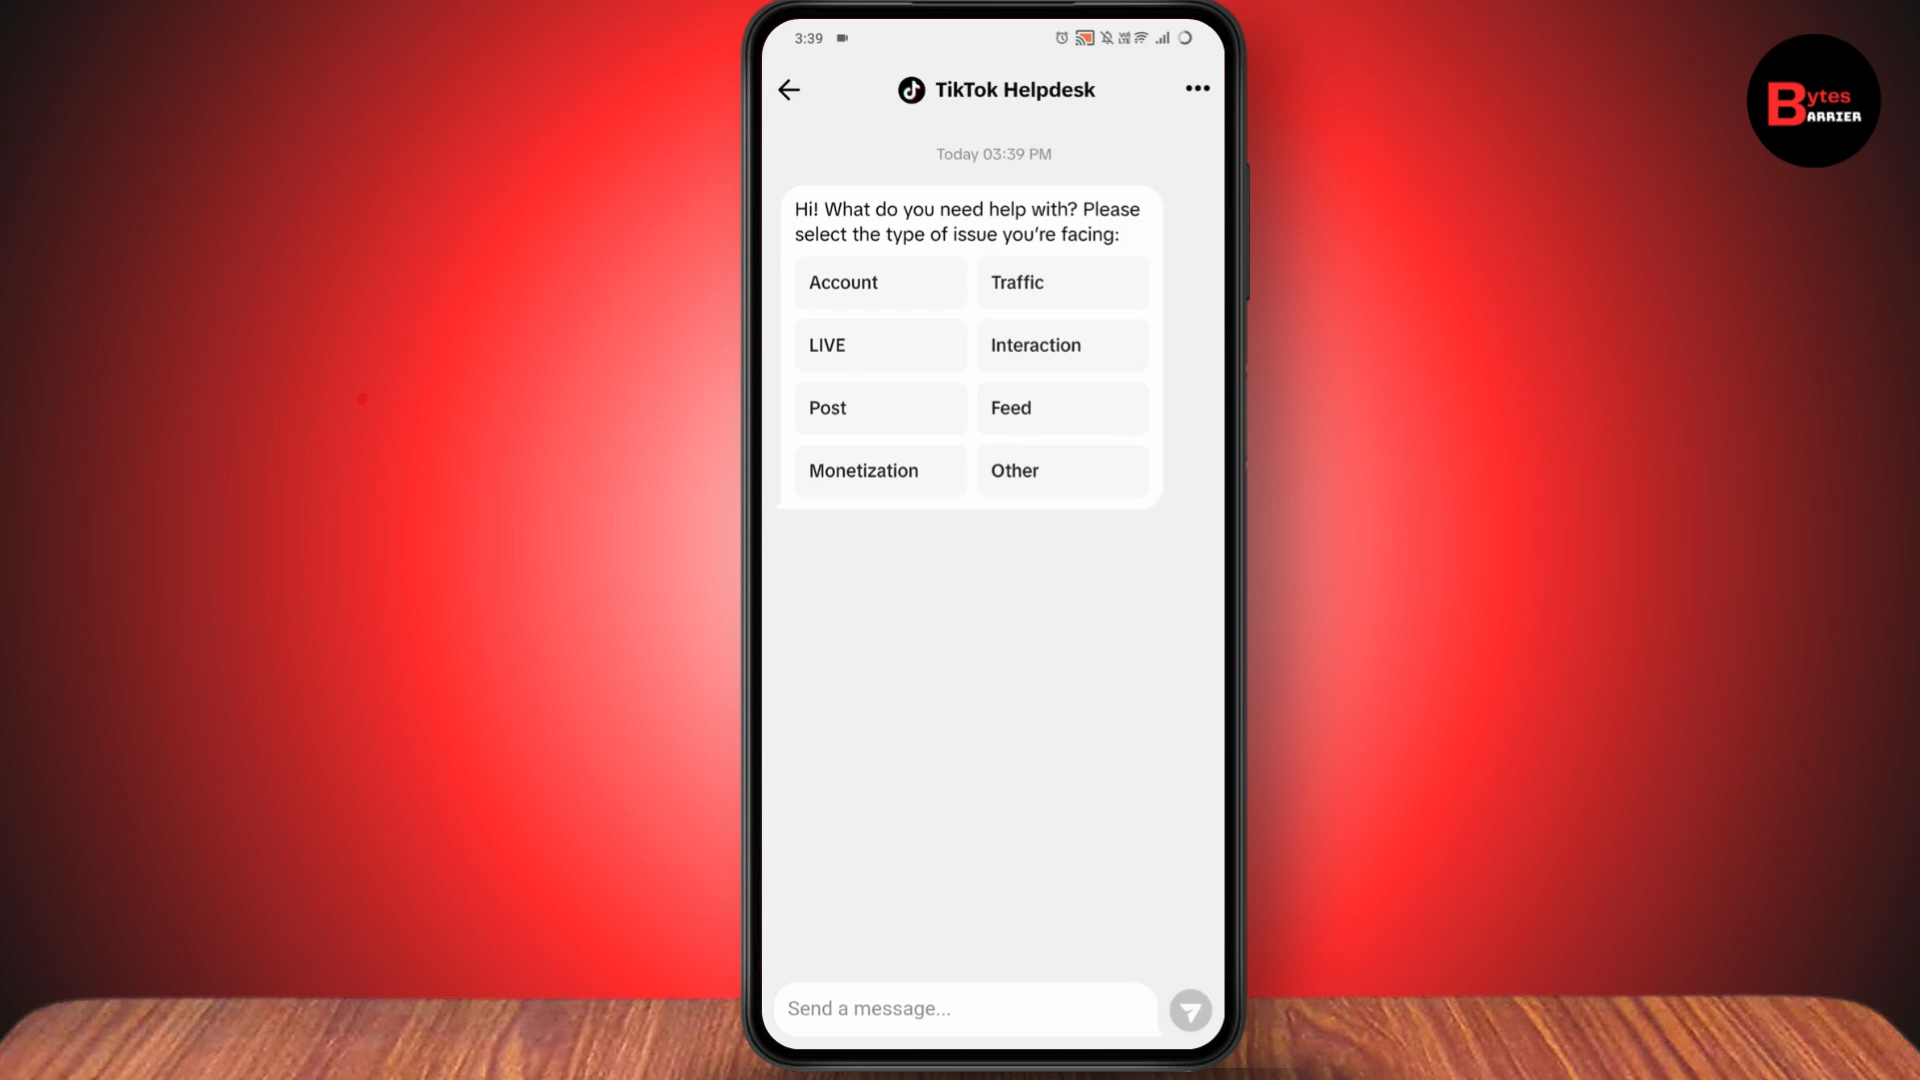 3:39
TikTok Helpdesk
Bytes
BARRIER
Today 03:39 PM
Hi! What do you need help with? Please
select the type of issue you’re facing:
Account
Traffic
LIVE
Interaction
Post
Feed
Monetization
Other
Send a message...